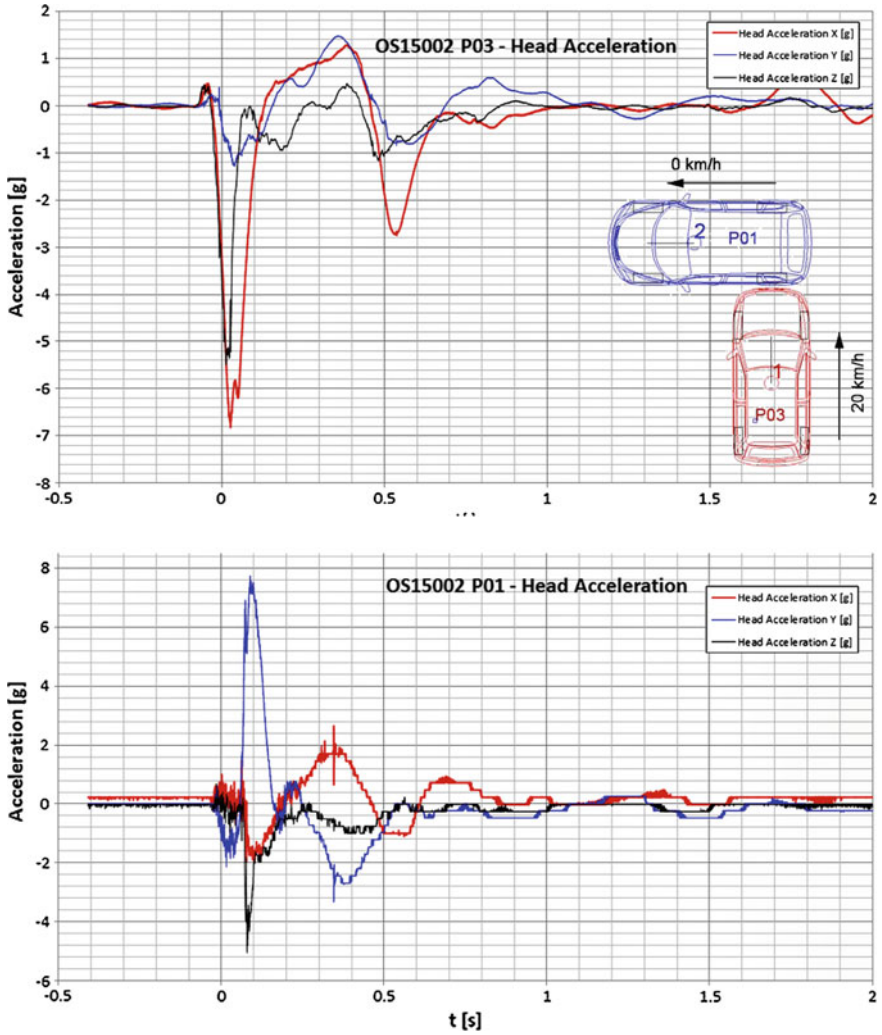 OS15002 P03 - Head Acceleration
Head Acceleration X [g]
Head Acceleration Y [g]
Head Acceleration Z [g]
Acceleration [g]
2
1
0
-1
-2
-3
-4
-5
-6
-7
-8
-0.5
0
0.5
1
1.5
2
0 km/h
2
P01
1
P03
20 km/h
OS15002 P01 - Head Acceleration
Head Acceleration X [g]
Head Acceleration Y [g]
Head Acceleration Z [g]
Acceleration [g]
8
6
4
2
0
-2
-4
-6
-0.5
0
0.5
1
1.5
2
t [s]